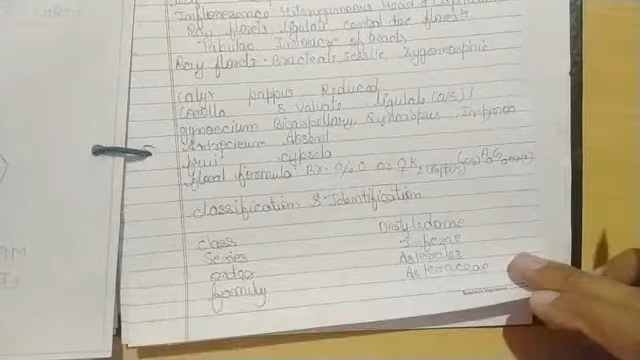 Inflorescence Heterogamous Head
Ray florets ligulate central disc florets
Tubular Involucre of bracts
Ray florets - Bracteate, sessile, zygomorphic
Calyx pappus Reduced
Corolla 5 valvate ligulate
gynoecium Bicarpellary, Syncarpus, Inferior
Androecium absent
fruit cypsela
floral formula
classification & Identification
class Dicotyledome
Series Inferae
order Asterales
family Asteraceae